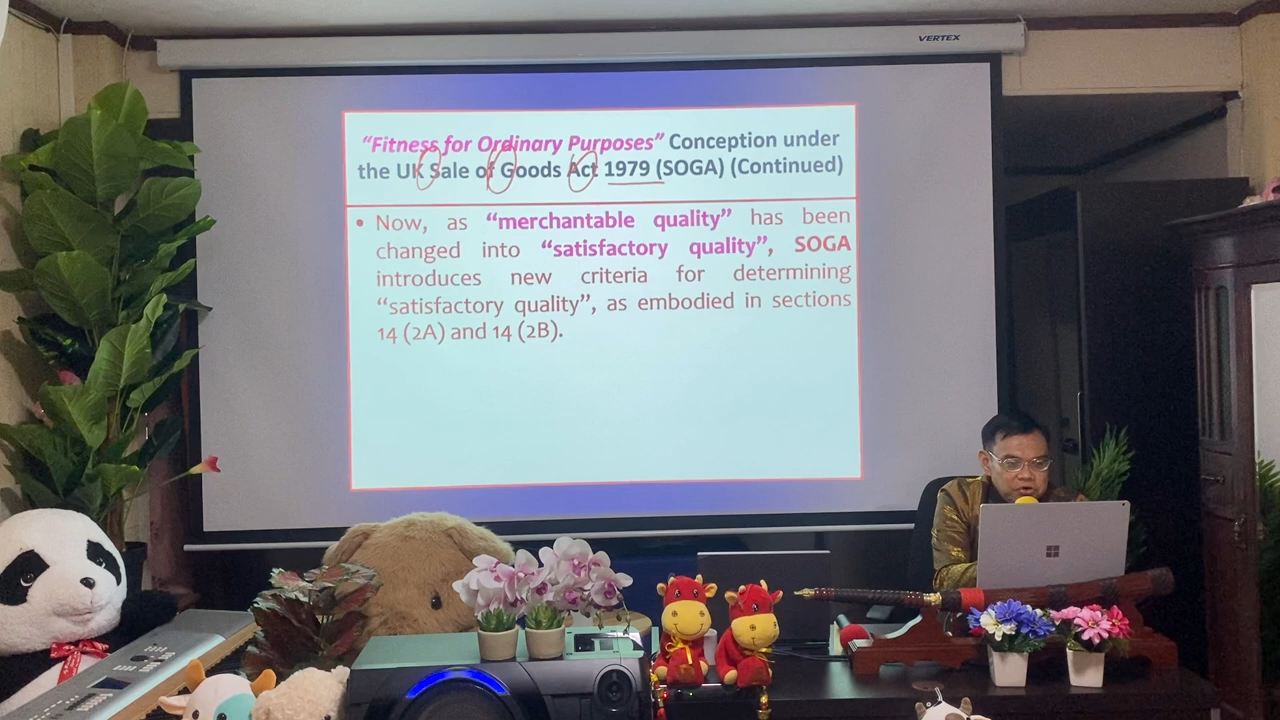 VERTEX
“Fitness for Ordinary Purposes” Conception under
the UK Sale of Goods Act 1979 (SOGA) (Continued)
• Now, as “merchantable quality” has been
changed into “satisfactory quality”, SOGA
introduces new criteria for determining
“satisfactory quality”, as embodied in sections
14 (2A) and 14 (2B).